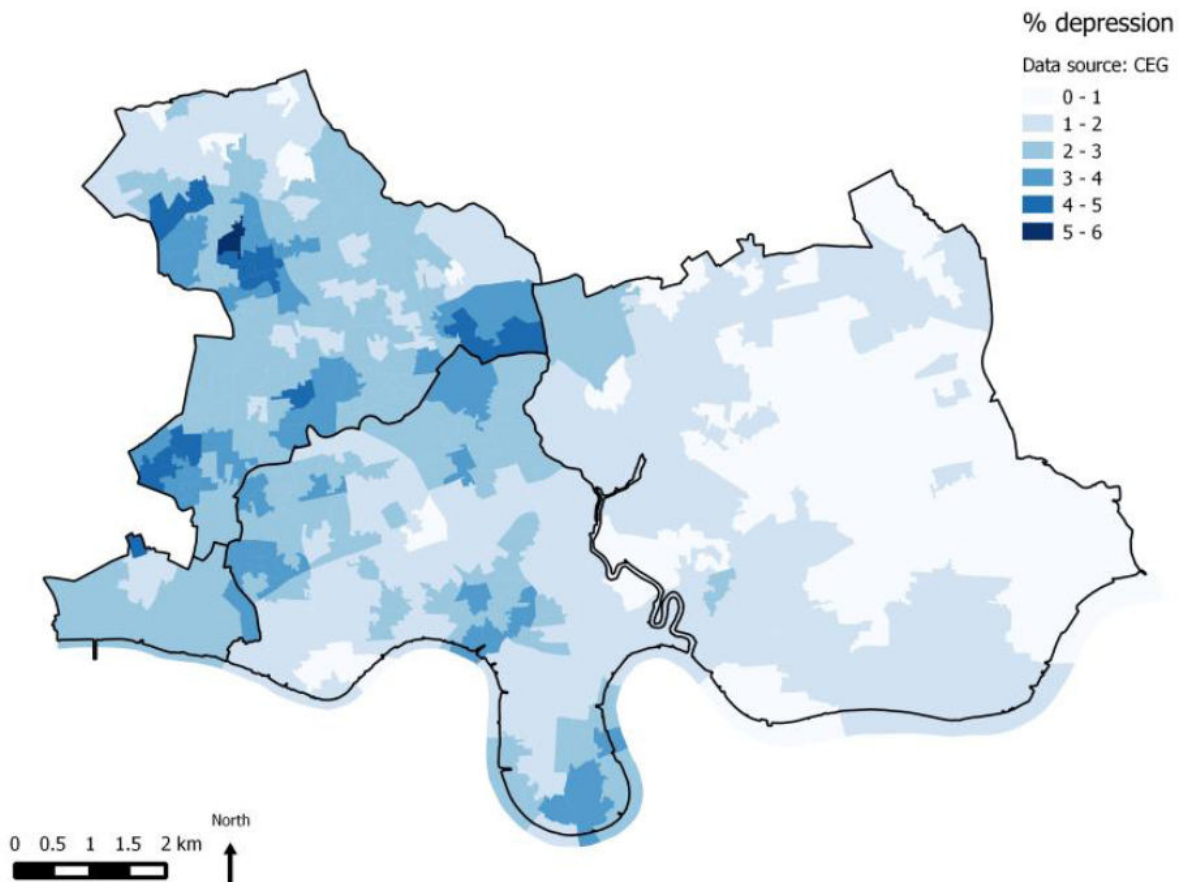 % depression
Data source: CEG
0 - 1
1 - 2
2 - 3
3 - 4
4 - 5
5 - 6
North
0 0.5 1 1.5 2 km